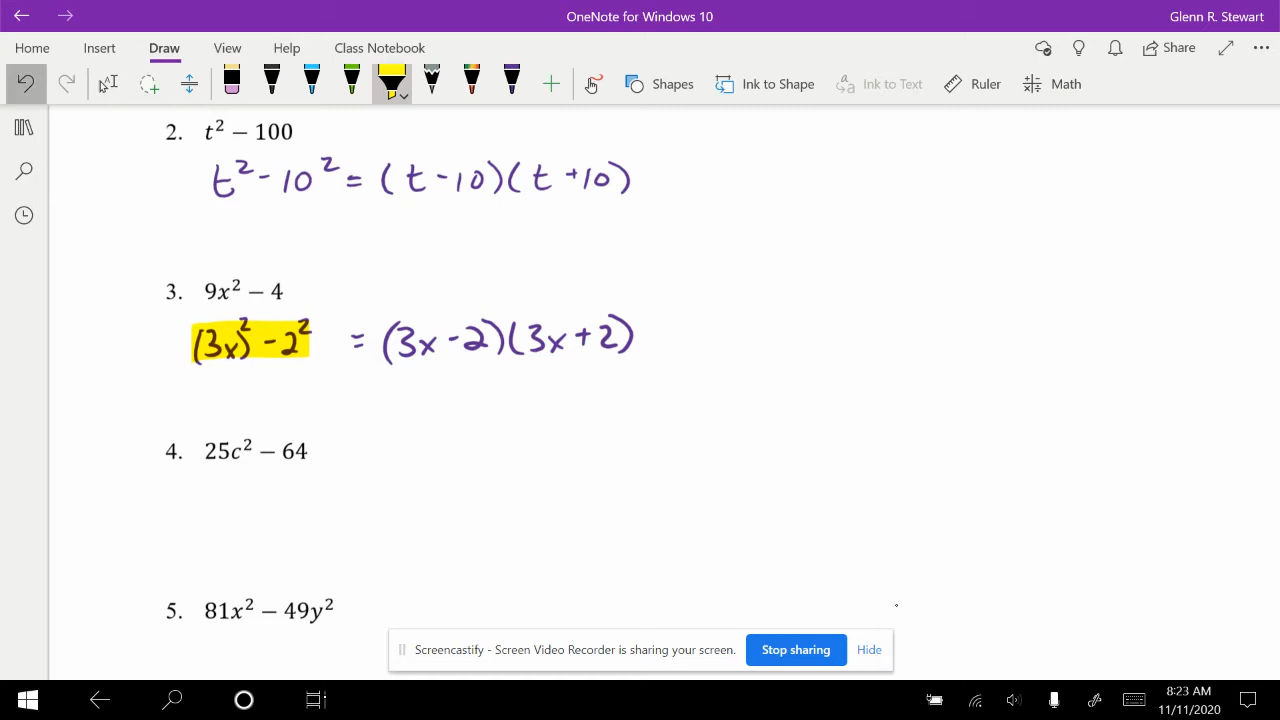 OneNote for Windows 10
Glenn R. Stewart
Home Insert Draw View Help Class Notebook Share
Shapes Ink to Shape Ink to Text Ruler Math
2. t² − 100
t² - 10² = (t - 10)(t + 10)
3. 9x² − 4
(3x)² - 2² = (3x - 2)(3x + 2)
4. 25c² − 64
5. 81x² − 49y²
Screencastify - Screen Video Recorder is sharing your screen. Stop sharing Hide
8:23 AM
11/11/2020